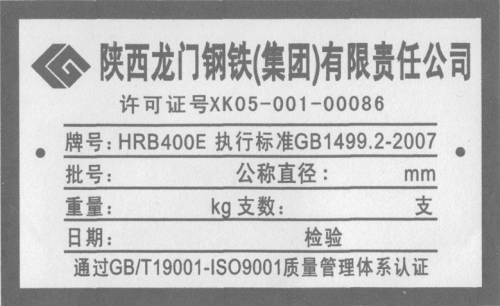 陕西龙门钢铁(集团)有限责任公司
许可证号XK05-001-00086
牌号: HRB400E 执行标准GB1499.2-2007
批号: 公称直径: mm
重量: kg 支数: 支
日期: 检验
通过GB/T19001-ISO9001质量管理体系认证